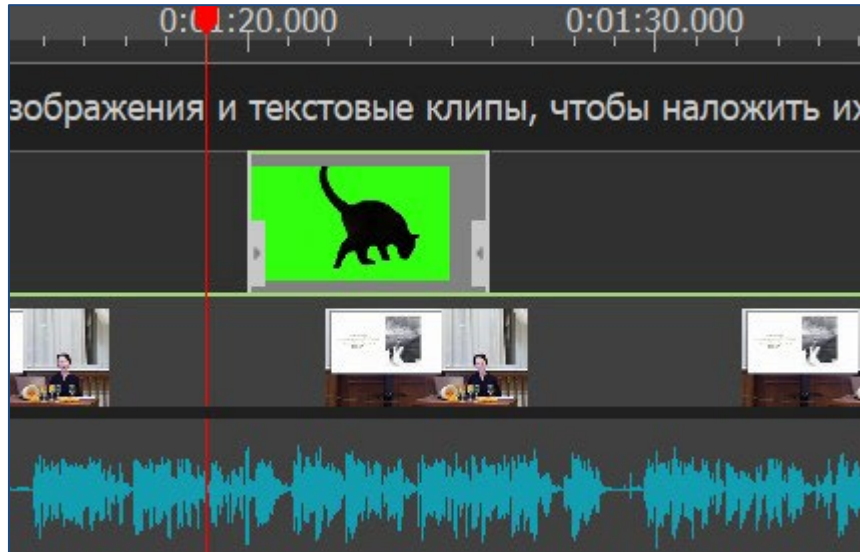 0:01:20.000 0:01:30.000
зображения и текстовые клипы, чтобы наложить их